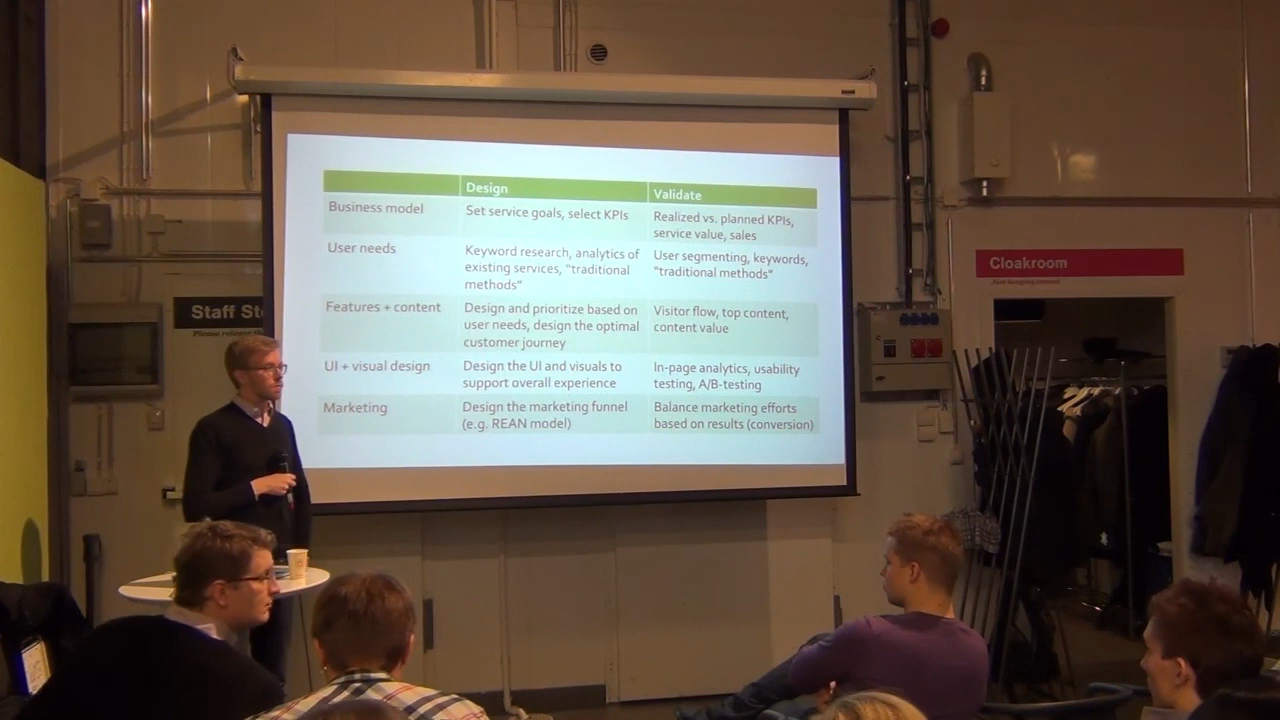 Design
Validate
Business model
Set service goals, select KPIs
Realized vs. planned KPIs,
service value, sales
User needs
Keyword research, analytics of
existing services, “traditional
methods”
User segmenting, keywords,
“traditional methods”
Features + content
Design and prioritize based on
user needs, design the optimal
customer journey
Visitor flow, top content,
content value
UI + visual design
Design the UI and visuals to
support overall experience
In-page analytics, usability
testing, A/B-testing
Marketing
Design the marketing funnel
(e.g. REAN model)
Balance marketing efforts
based on results (conversion)
Staff
Please
Cloakroom